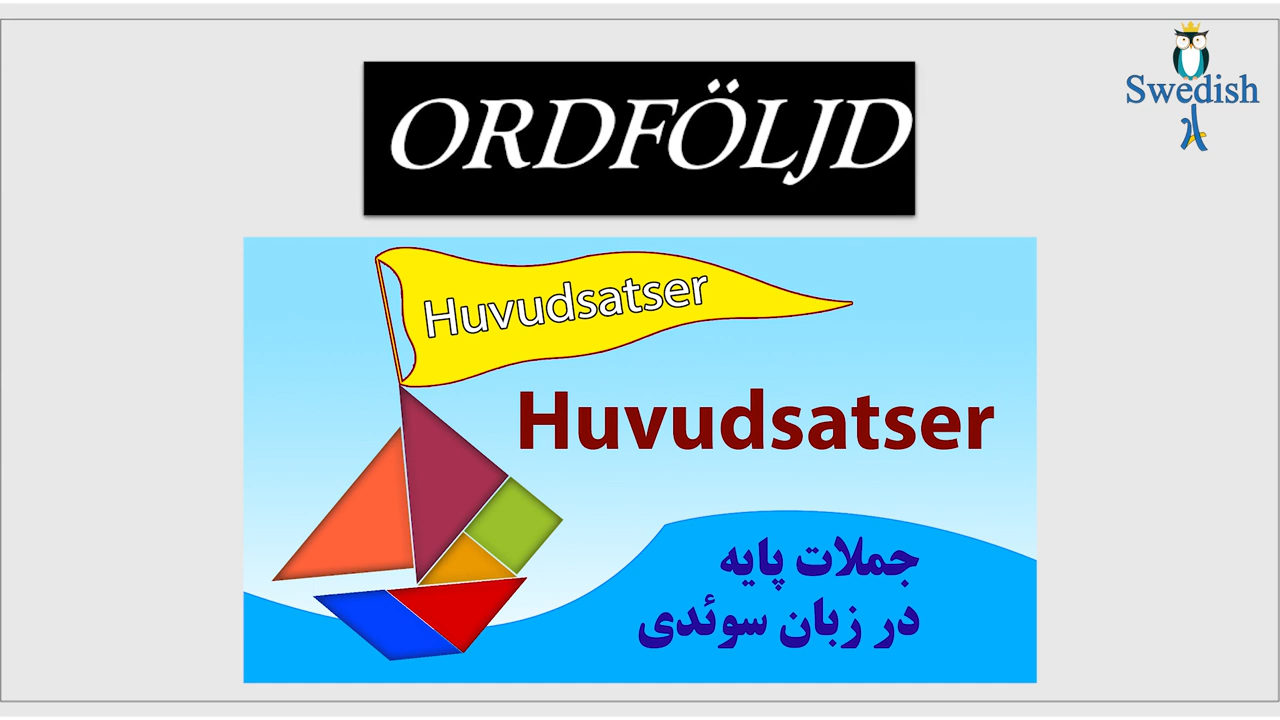 ORDFÖLJD
Swedish
Huvudsatser
Huvudsatser
جملات پایه
در زبان سوئدی